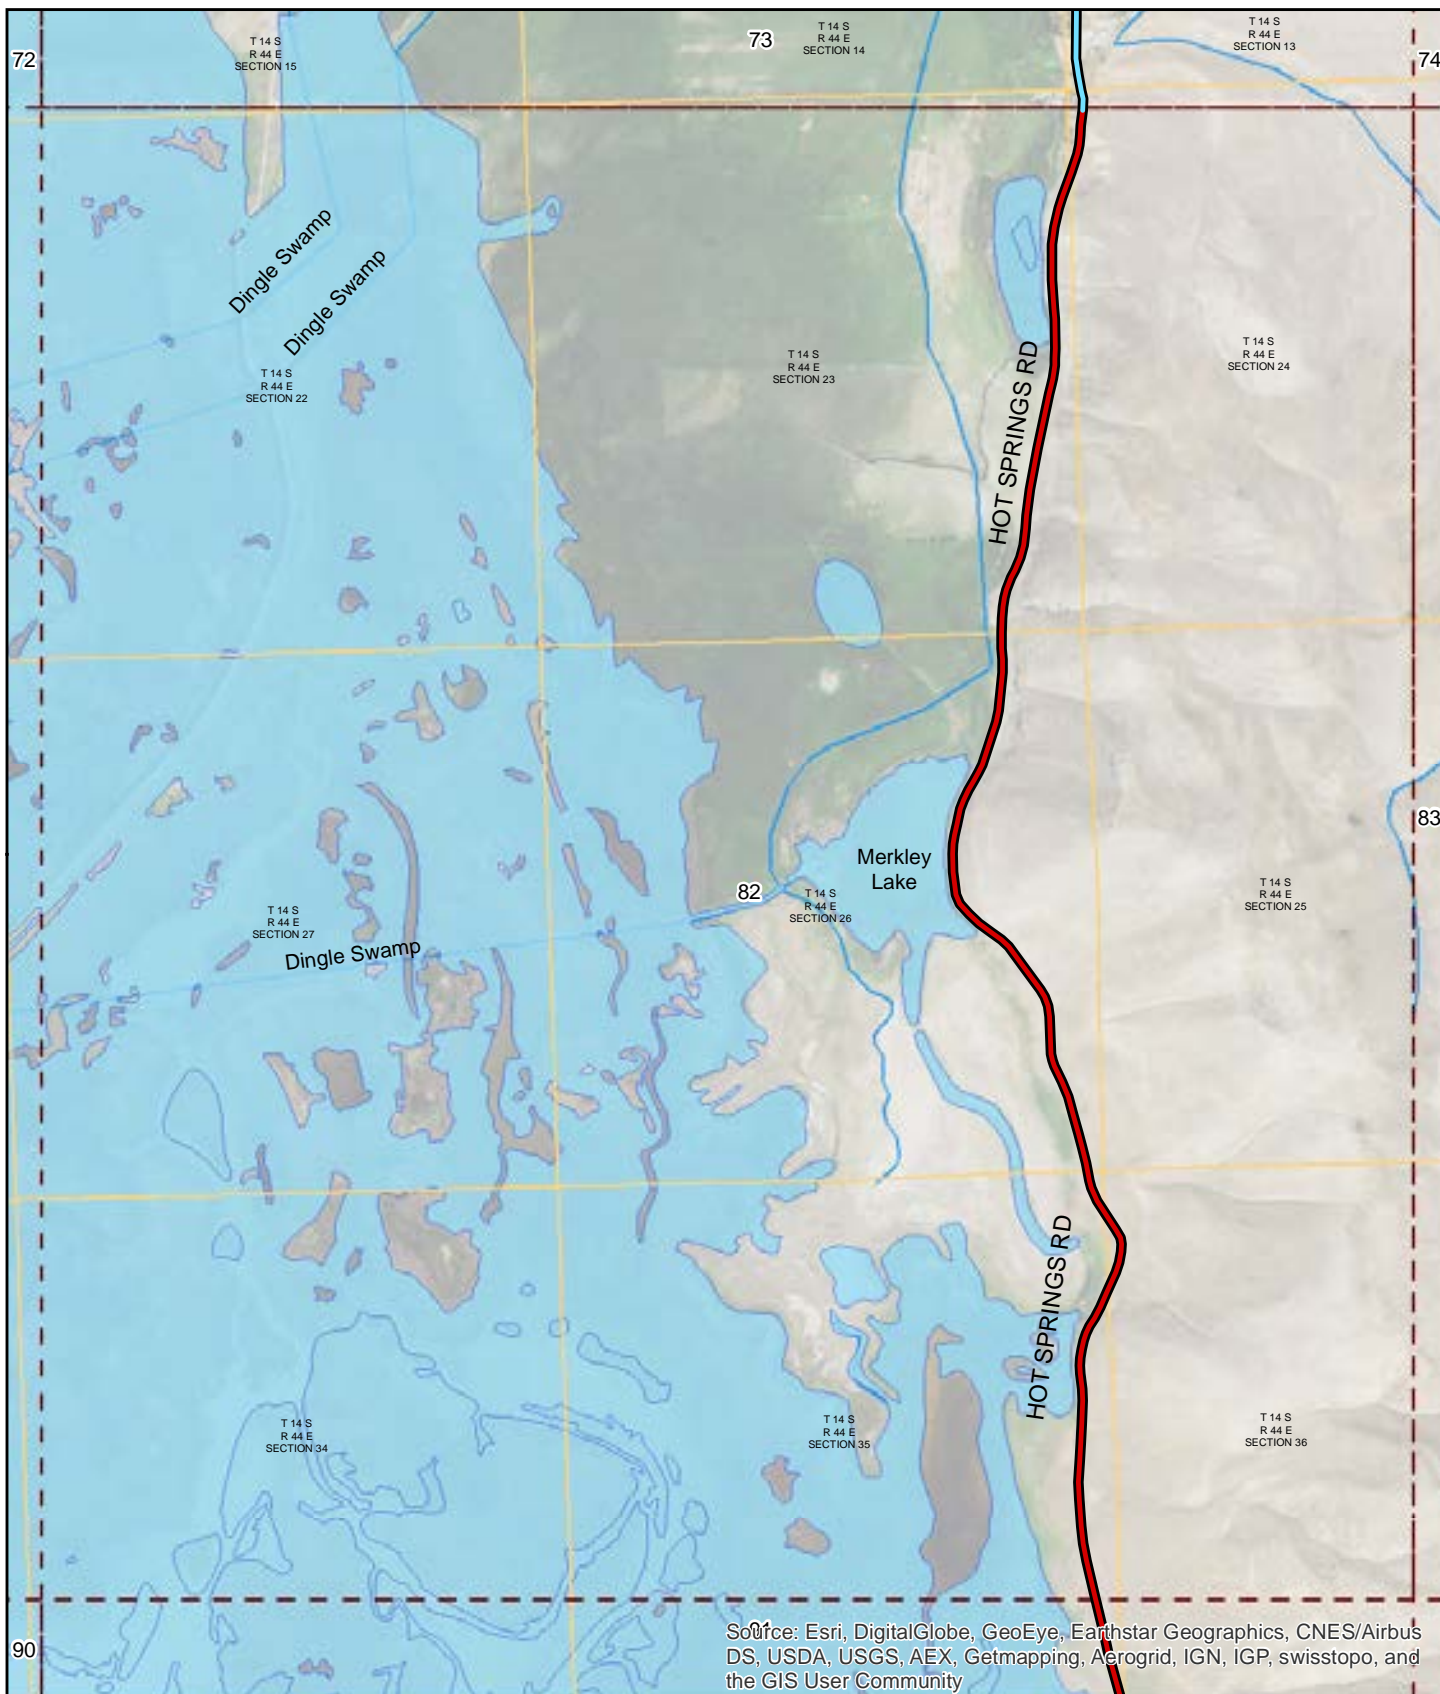 T 14 S
R 44 E
SECTION 15
73
T 14 S
R 44 E
SECTION 14
T 14 S
R 44 E
SECTION 13
72
74
Dingle Swamp
Dingle Swamp
T 14 S
R 44 E
SECTION 22
T 14 S
R 44 E
SECTION 23
HOT SPRINGS RD
T 14 S
R 44 E
SECTION 24
83
Merkley
Lake
82
T 14 S
R 44 E
SECTION 26
T 14 S
R 44 E
SECTION 25
T 14 S
R 44 E
SECTION 27
Dingle Swamp
HOT SPRINGS RD
T 14 S
R 44 E
SECTION 34
T 14 S
R 44 E
SECTION 35
T 14 S
R 44 E
SECTION 36
90
91
Source: Esri, DigitalGlobe, GeoEye, Earthstar Geographics, CNES/Airbus
DS, USDA, USGS, AEX, Getmapping, Aerogrid, IGN, IGP, swisstopo, and
the GIS User Community